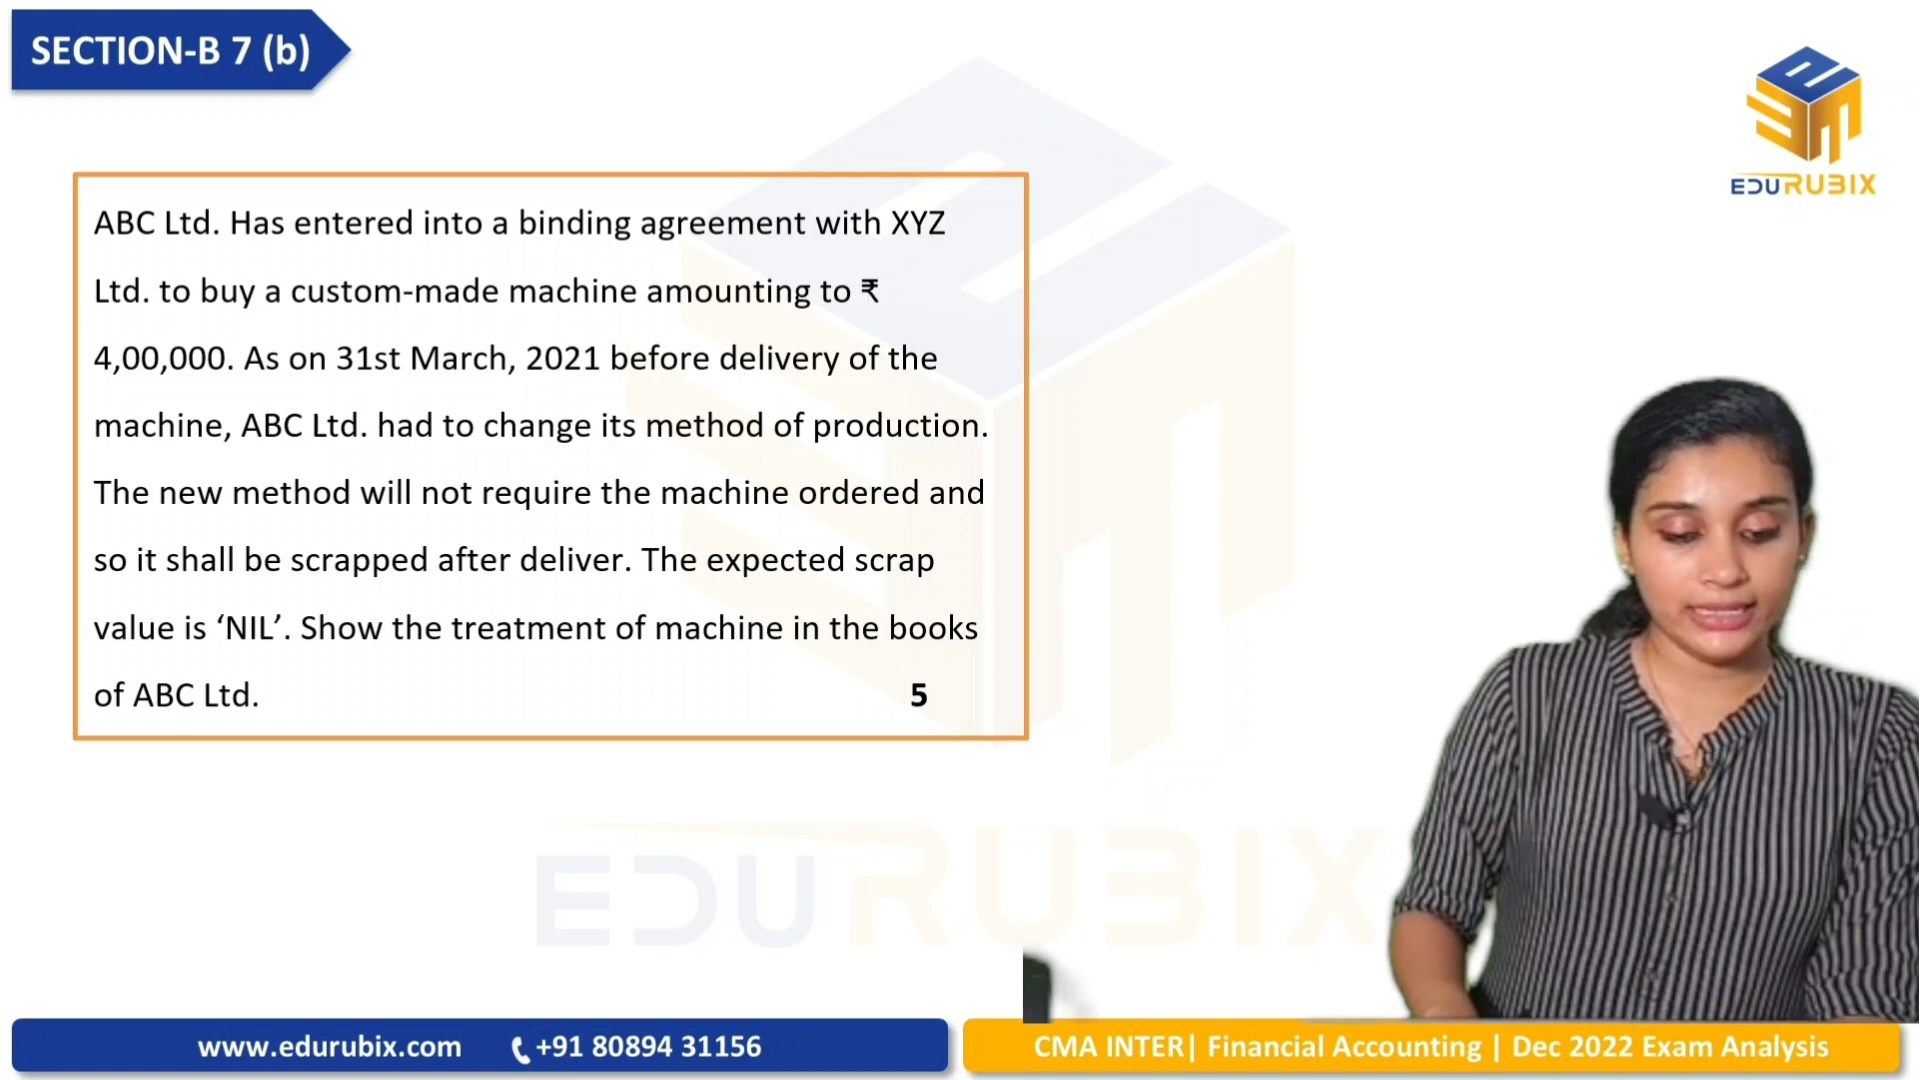 SECTION-B 7 (b)
EDURUBIX
ABC Ltd. Has entered into a binding agreement with XYZ
Ltd. to buy a custom-made machine amounting to ₹
4,00,000. As on 31st March, 2021 before delivery of the
machine, ABC Ltd. had to change its method of production.
The new method will not require the machine ordered and
so it shall be scrapped after deliver. The expected scrap
value is ‘NIL’. Show the treatment of machine in the books
of ABC Ltd. 5
EDURUBIX
www.edurubix.com +91 80894 31156
CMA INTER| Financial Accounting | Dec 2022 Exam Analysis